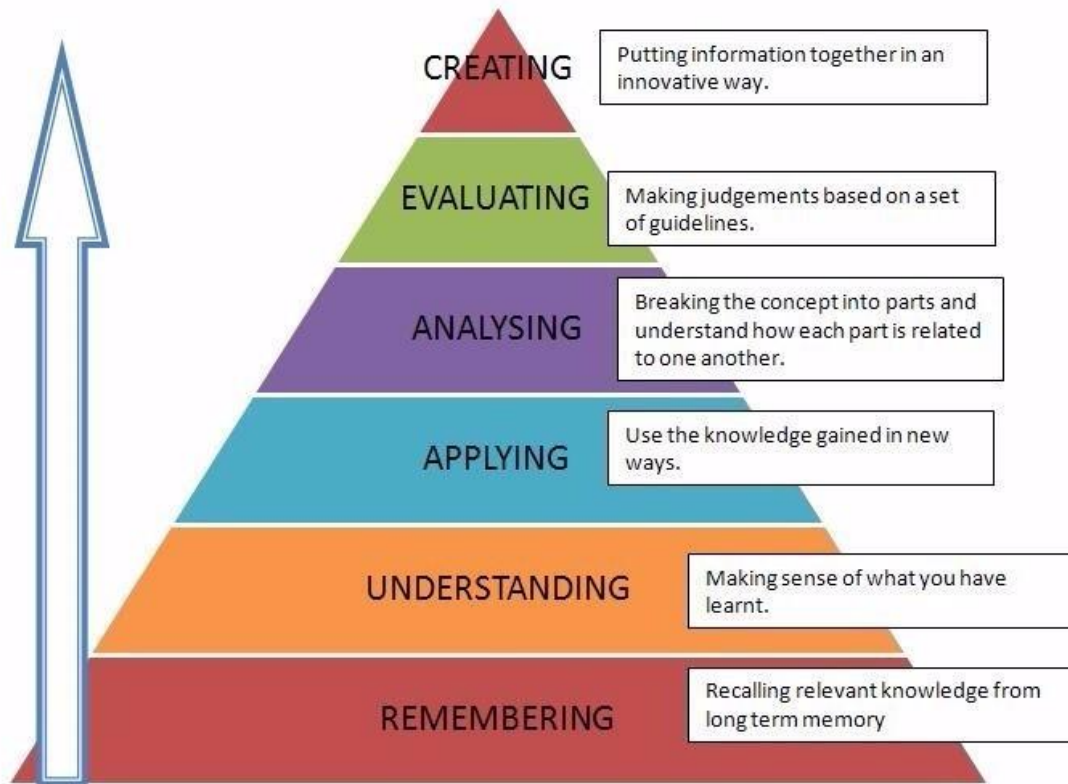 CREATING
Putting information together in an
innovative way.
EVALUATING
Making judgements based on a set
of guidelines.
ANALYSING
Breaking the concept into parts and
understand how each part is related
to one another.
APPLYING
Use the knowledge gained in new
ways.
UNDERSTANDING
Making sense of what you have
learnt.
REMEMBERING
Recalling relevant knowledge from
long term memory